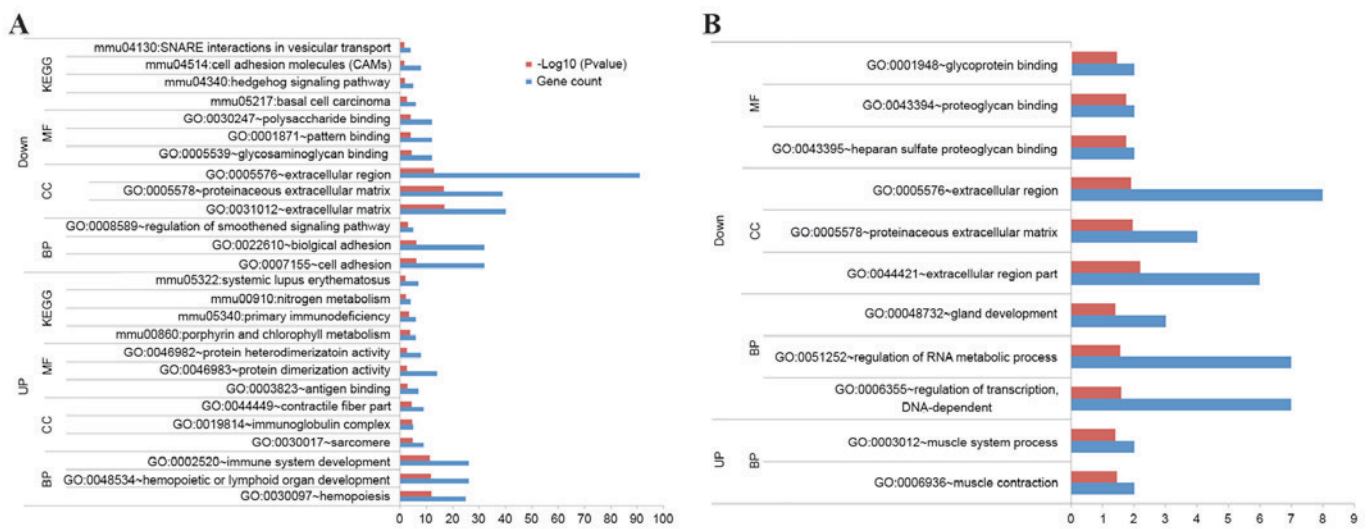 A
mmu04130:SNARE interactions in vesicular transport
mmu04514:cell adhesion molecules (CAMs)
mmu04340:hedgehog signaling pathway
mmu05217:basal cell carcinoma
GO:0030247~polysaccharide binding
GO:0001871~pattern binding
GO:0005539~glycosaminoglycan binding
GO:0005576~extracellular region
GO:0005578~proteinaceous extracellular matrix
GO:0031012~extracellular matrix
GO:0008589~regulation of smoothened signaling pathway
GO:0022610~biolgical adhesion
GO:0007155~cell adhesion
mmu05322:systemic lupus erythematosus
mmu00910:nitrogen metabolism
mmu05340:primary immunodeficiency
mmu00860:porphyrin and chlorophyll metabolism
GO:0046982~protein heterodimerizatoin activity
GO:0046983~protein dimerization activity
GO:0003823~antigen binding
GO:0044449~contractile fiber part
GO:0019814~immunoglobulin complex
GO:0030017~sarcomere
GO:0002520~immune system development
GO:0048534~hemopoietic or lymphoid organ development
GO:0030097~hemopoiesis
KEGG
MF
CC
BP
KEGG
MF
CC
BP
Down
UP
-Log10 (Pvalue)
Gene count
0 10 20 30 40 50 60 70 80 90 100
B
GO:0001948~glycoprotein binding
GO:0043394~proteoglycan binding
GO:0043395~heparan sulfate proteoglycan binding
GO:0005576~extracellular region
GO:0005578~proteinaceous extracellular matrix
GO:0044421~extracellular region part
GO:00048732~gland development
GO:0051252~regulation of RNA metabolic process
GO:0006355~regulation of transcription,
DNA-dependent
GO:0003012~muscle system process
GO:0006936~muscle contraction
MF
CC
BP
BP
Down
UP
0 1 2 3 4 5 6 7 8 9